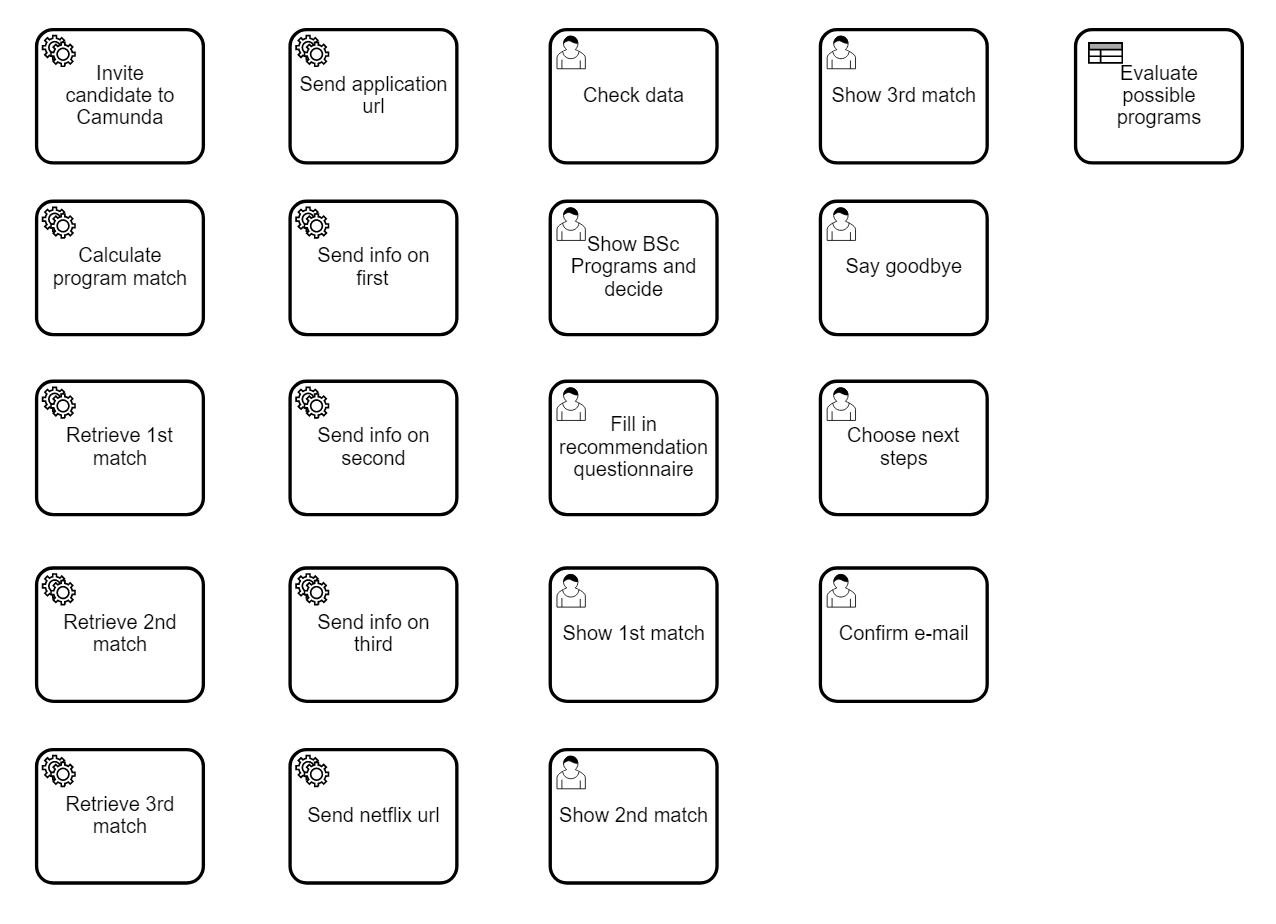 Invite
candidate to
Camunda
Send application
url
Check data
Show 3rd match
Evaluate
possible
programs
Calculate
program match
Send info on
first
Show BSc
Programs and
decide
Say goodbye
Retrieve 1st
match
Send info on
second
Fill in
recommendation
questionnaire
Choose next
steps
Retrieve 2nd
match
Send info on
third
Show 1st match
Confirm e-mail
Retrieve 3rd
match
Send netflix url
Show 2nd match